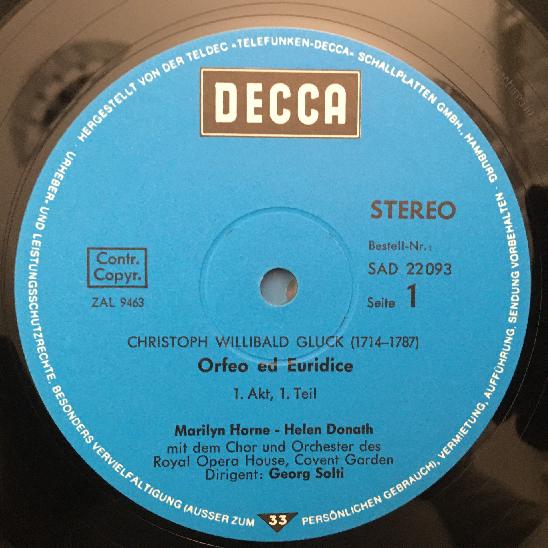 HERGESTELLT VON DER TELDEC »TELEFUNKEN-DECCA« SCHALLPLATTEN GMBH., HAMBURG · URHEBER- UND LEISTUNGSSCHUTZRECHTE, BESONDERS VERVIELFÄLTIGUNG (AUSSER ZUM PERSÖNLICHEN GEBRAUCH), VERMIETUNG, AUFFÜHRUNG, SENDUNG VORBEHALTEN ·
DECCA
STEREO
Bestell-Nr.:
SAD 22093
Seite 1
Contr.
Copyr.
ZAL 9463
CHRISTOPH WILLIBALD GLUCK (1714–1787)
Orfeo ed Euridice
1. Akt, 1. Teil
Marilyn Horne - Helen Donath
mit dem Chor und Orchester des
Royal Opera House, Covent Garden
Dirigent: Georg Solti
33